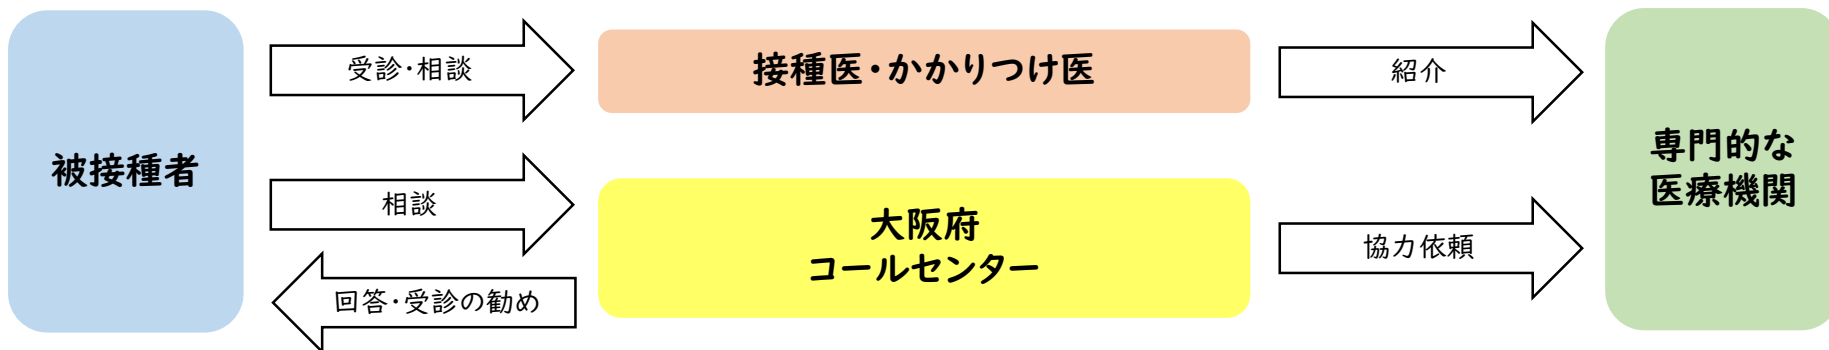 被接種者
受診・相談
接種医・かかりつけ医
紹介
専門的な
医療機関
相談
大阪府
コールセンター
協力依頼
回答・受診の勧め